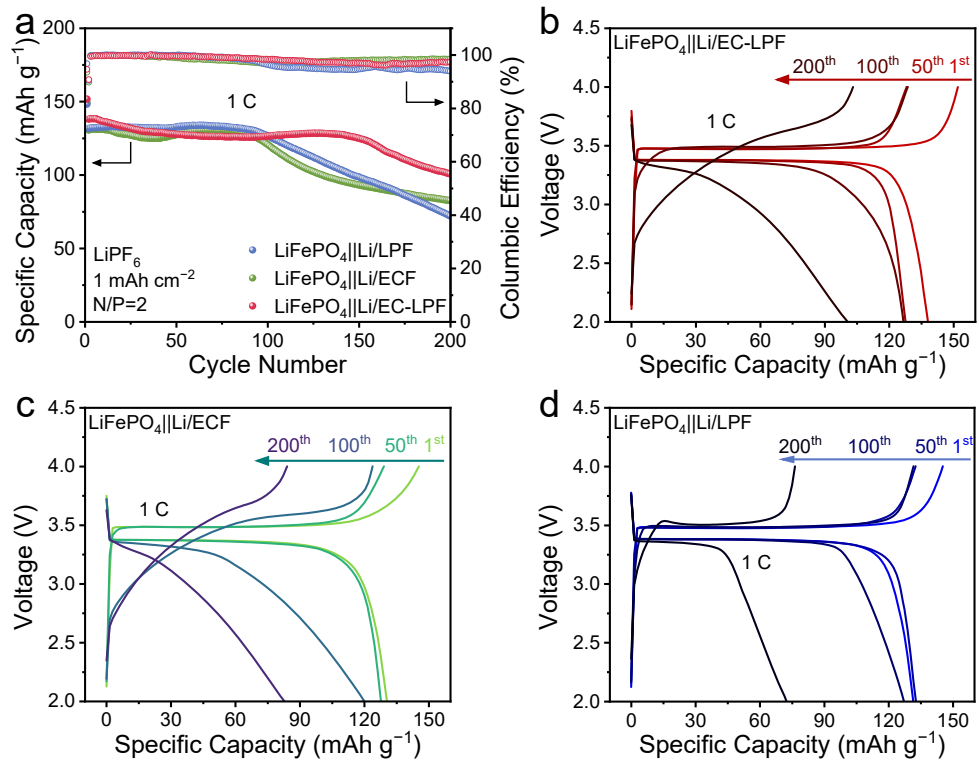 a
Specific Capacity (mAh g⁻¹)
200
175
150
125
100
75
50
25
0
1 C
LiPF₆
1 mAh cm⁻²
N/P=2
LiFePO₄||Li/LPF
LiFePO₄||Li/ECF
LiFePO₄||Li/EC-LPF
0 50 100 150 200
Cycle Number
100
80
60
40
20
0
Columbic Efficiency (%)
b
LiFePO₄||Li/EC-LPF
200ᵗʰ 100ᵗʰ 50ᵗʰ 1ˢᵗ
1 C
Voltage (V)
4.5
4.0
3.5
3.0
2.5
2.0
0 30 60 90 120 150
Specific Capacity (mAh g⁻¹)
c
LiFePO₄||Li/ECF
200ᵗʰ 100ᵗʰ 50ᵗʰ 1ˢᵗ
1 C
Voltage (V)
4.5
4.0
3.5
3.0
2.5
2.0
0 30 60 90 120 150
Specific Capacity (mAh g⁻¹)
d
LiFePO₄||Li/LPF
200ᵗʰ 100ᵗʰ 50ᵗʰ 1ˢᵗ
1 C
Voltage (V)
4.5
4.0
3.5
3.0
2.5
2.0
0 30 60 90 120 150
Specific Capacity (mAh g⁻¹)